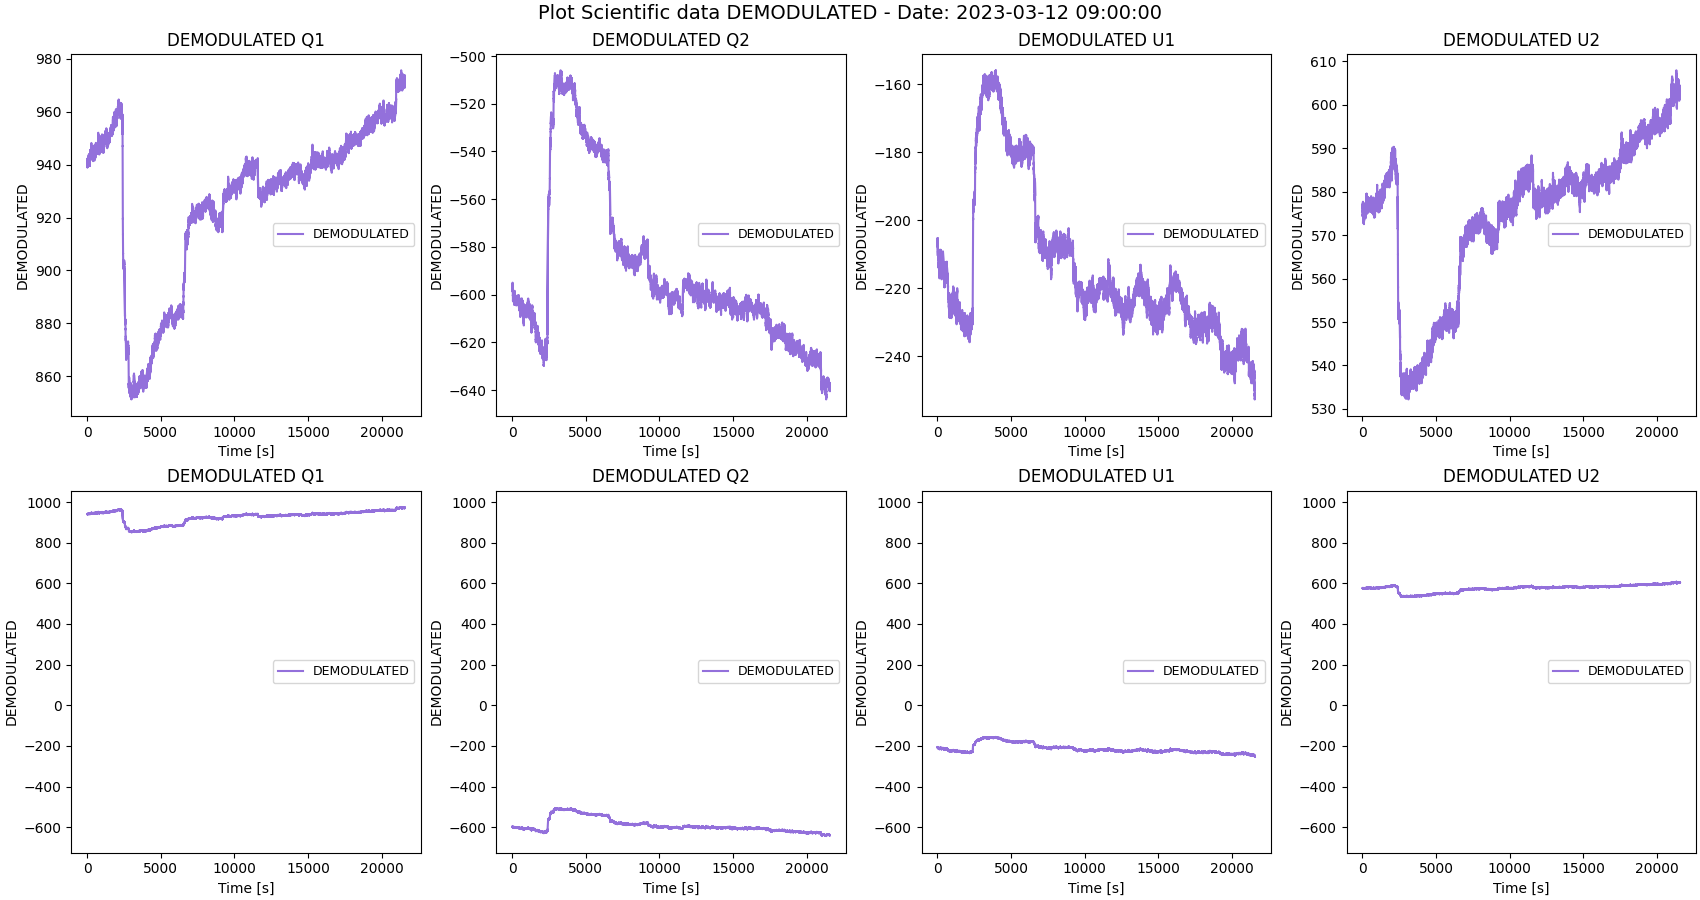 Plot Scientific data DEMODULATED - Date: 2023-03-12 09:00:00
DEMODULATED Q1
980
960
940
920
900
880
860
DEMODULATED
DEMODULATED
0 5000 10000 15000 20000
Time [s]
DEMODULATED Q2
−500
−520
−540
−560
−580
−600
−620
−640
DEMODULATED
DEMODULATED
0 5000 10000 15000 20000
Time [s]
DEMODULATED U1
−160
−180
−200
−220
−240
DEMODULATED
DEMODULATED
0 5000 10000 15000 20000
Time [s]
DEMODULATED U2
610
600
590
580
570
560
550
540
530
DEMODULATED
DEMODULATED
0 5000 10000 15000 20000
Time [s]
DEMODULATED Q1
1000
800
600
400
200
0
−200
−400
−600
DEMODULATED
DEMODULATED
0 5000 10000 15000 20000
Time [s]
DEMODULATED Q2
1000
800
600
400
200
0
−200
−400
−600
DEMODULATED
DEMODULATED
0 5000 10000 15000 20000
Time [s]
DEMODULATED U1
1000
800
600
400
200
0
−200
−400
−600
DEMODULATED
DEMODULATED
0 5000 10000 15000 20000
Time [s]
DEMODULATED U2
1000
800
600
400
200
0
−200
−400
−600
DEMODULATED
DEMODULATED
0 5000 10000 15000 20000
Time [s]